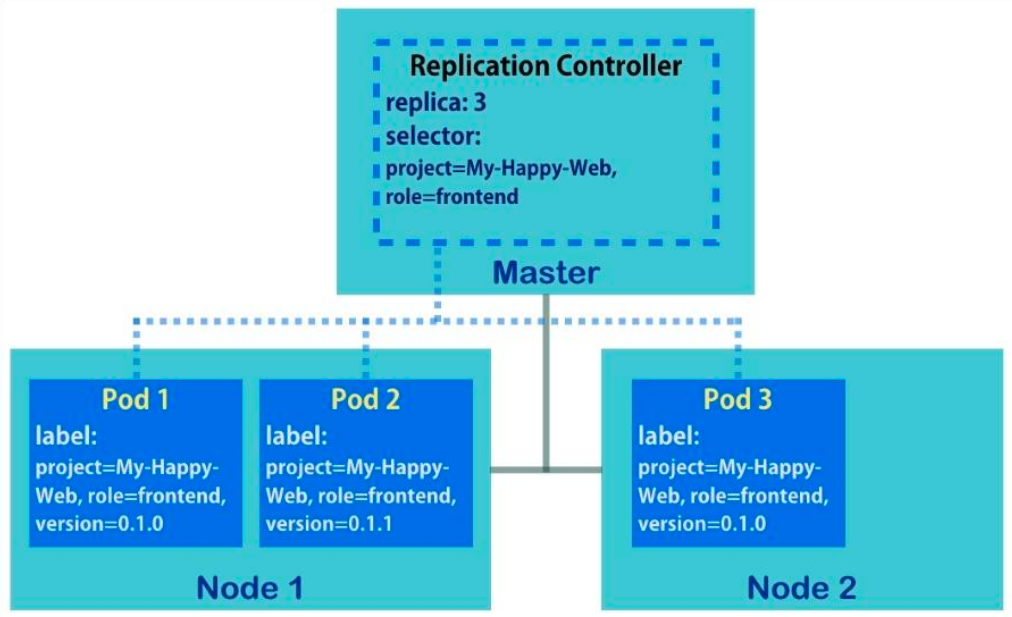 Replication Controller
replica: 3
selector:
project=My-Happy-Web,
role=frontend
Master
Pod 1
label:
project=My-Happy-
Web, role=frontend,
version=0.1.0
Pod 2
label:
project=My-Happy-
Web, role=frontend,
version=0.1.1
Node 1
Pod 3
label:
project=My-Happy-
Web, role=frontend,
version=0.1.0
Node 2